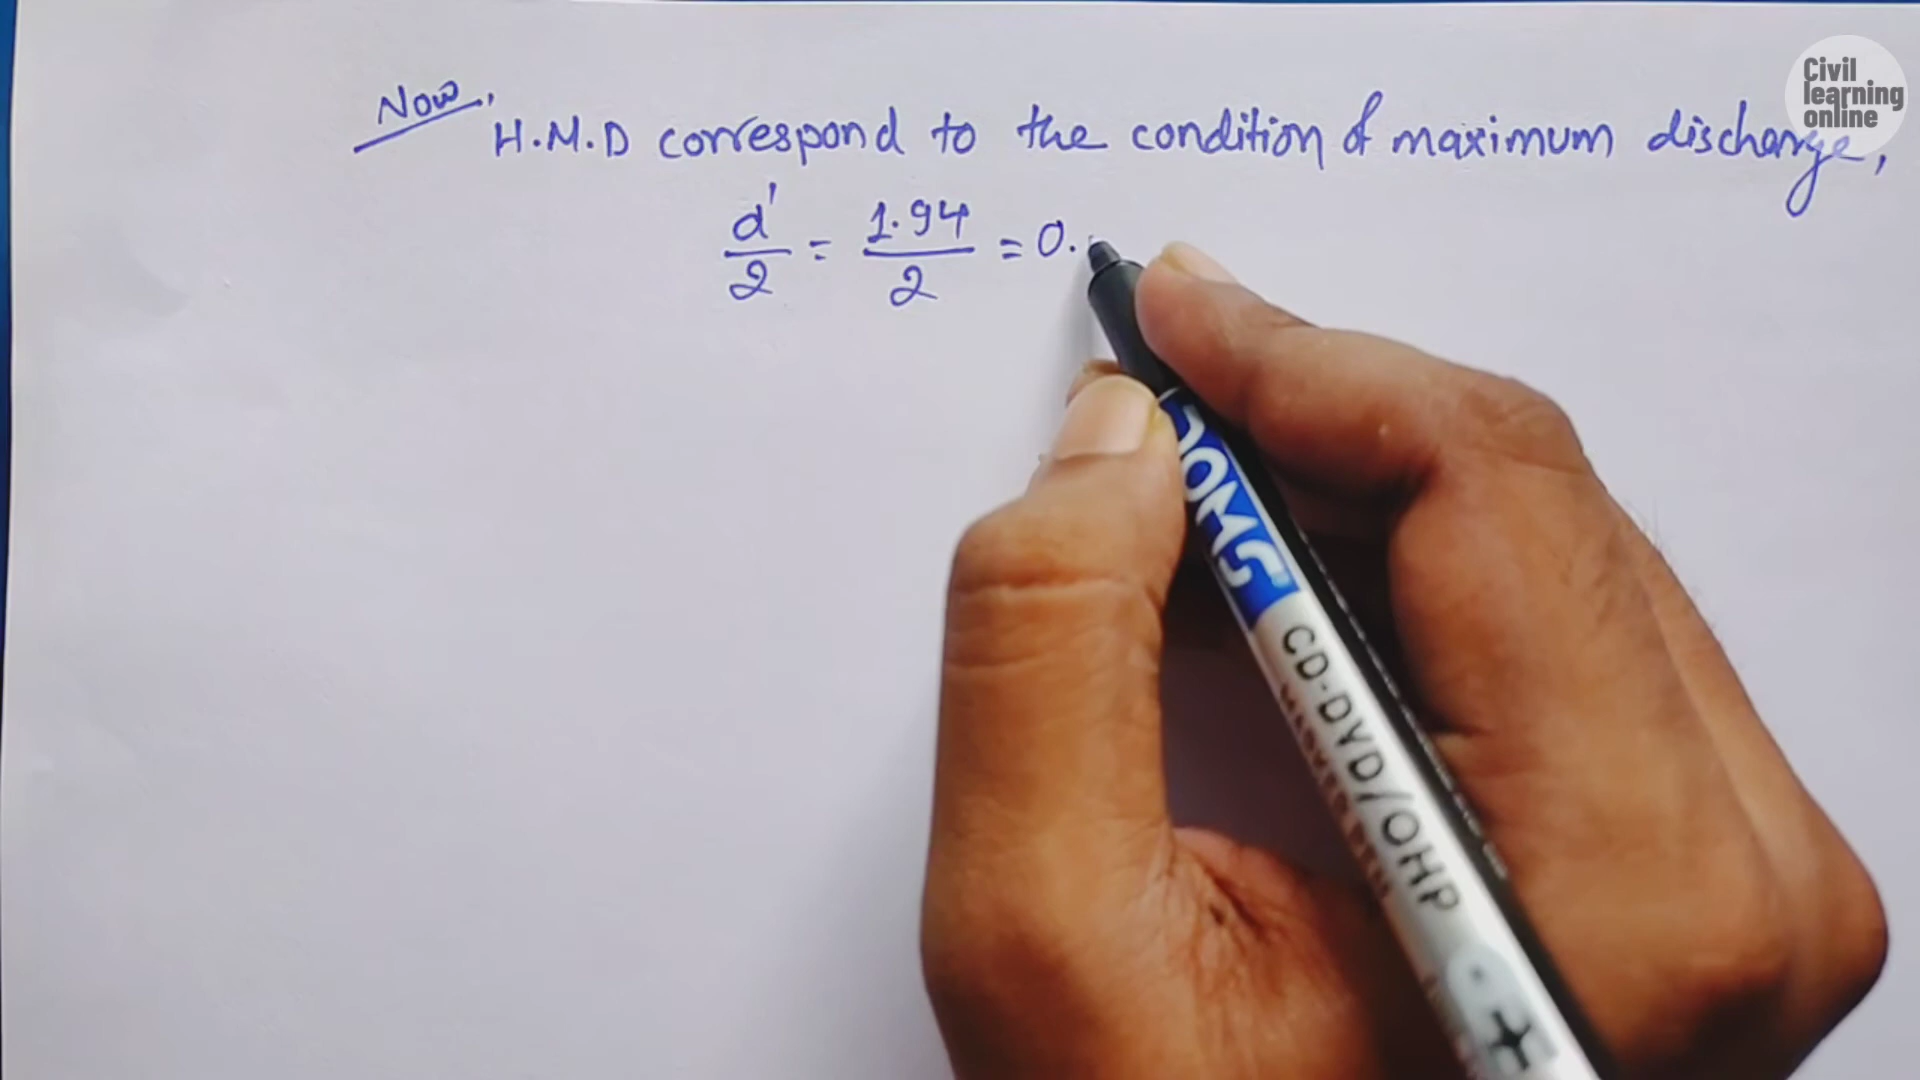 Now,
H.M.D correspond to the condition of maximum discharge,
d'/2 = 1.94/2 = 0.
DOMS CD-DVD/OHP
Civil
learning
online